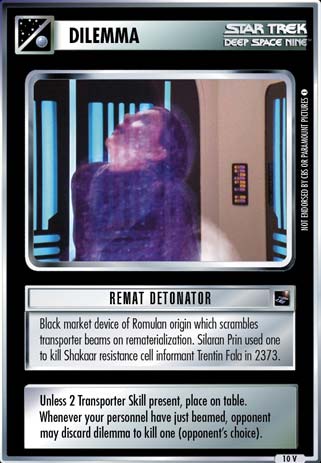 DILEMMA
STAR TREK
DEEP SPACE NINE™
NOT ENDORSED BY CBS OR PARAMOUNT PICTURES
REMAT DETONATOR
Black market device of Romulan origin which scrambles
transporter beams on rematerialization. Silaran Prin used one
to kill Shakaar resistance cell informant Trentin Fala in 2373.
Unless 2 Transporter Skill present, place on table.
Whenever your personnel have just beamed, opponent
may discard dilemma to kill one (opponent's choice).
10 V